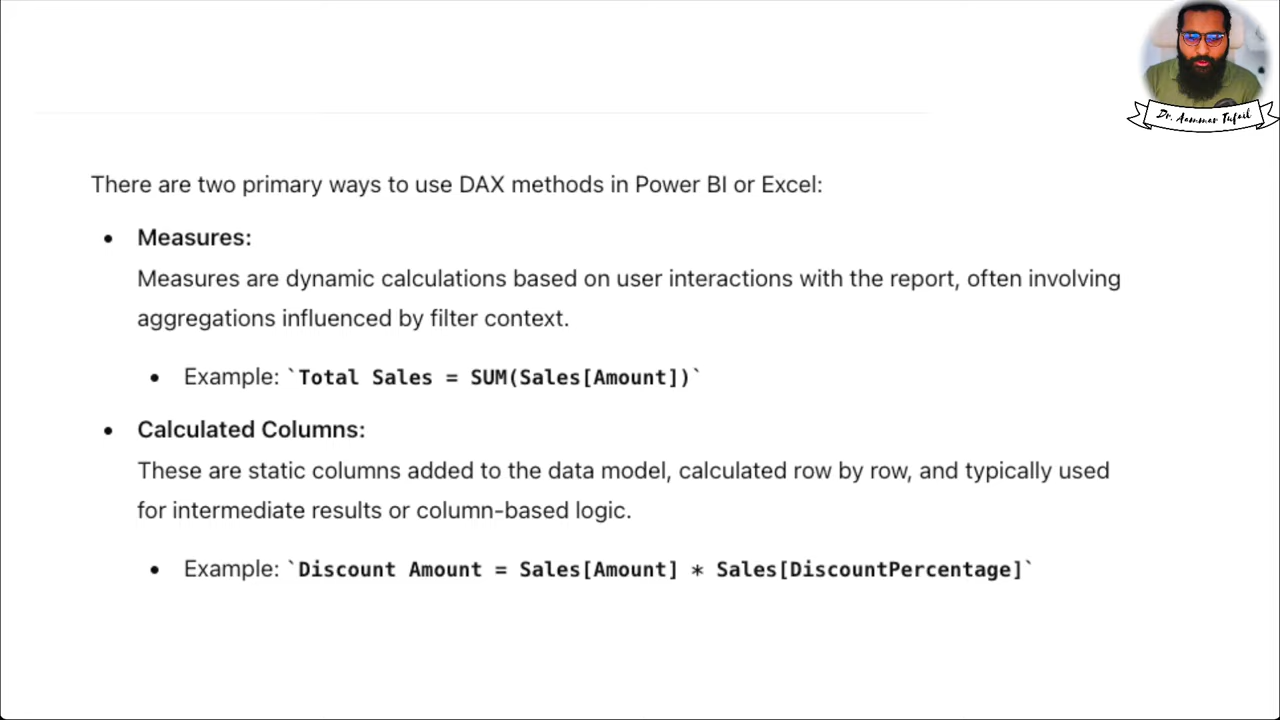 Dr. Aammar Tufail
There are two primary ways to use DAX methods in Power BI or Excel:
• Measures:
Measures are dynamic calculations based on user interactions with the report, often involving
aggregations influenced by filter context.
• Example: `Total Sales = SUM(Sales[Amount])`
• Calculated Columns:
These are static columns added to the data model, calculated row by row, and typically used
for intermediate results or column-based logic.
• Example: `Discount Amount = Sales[Amount] * Sales[DiscountPercentage]`